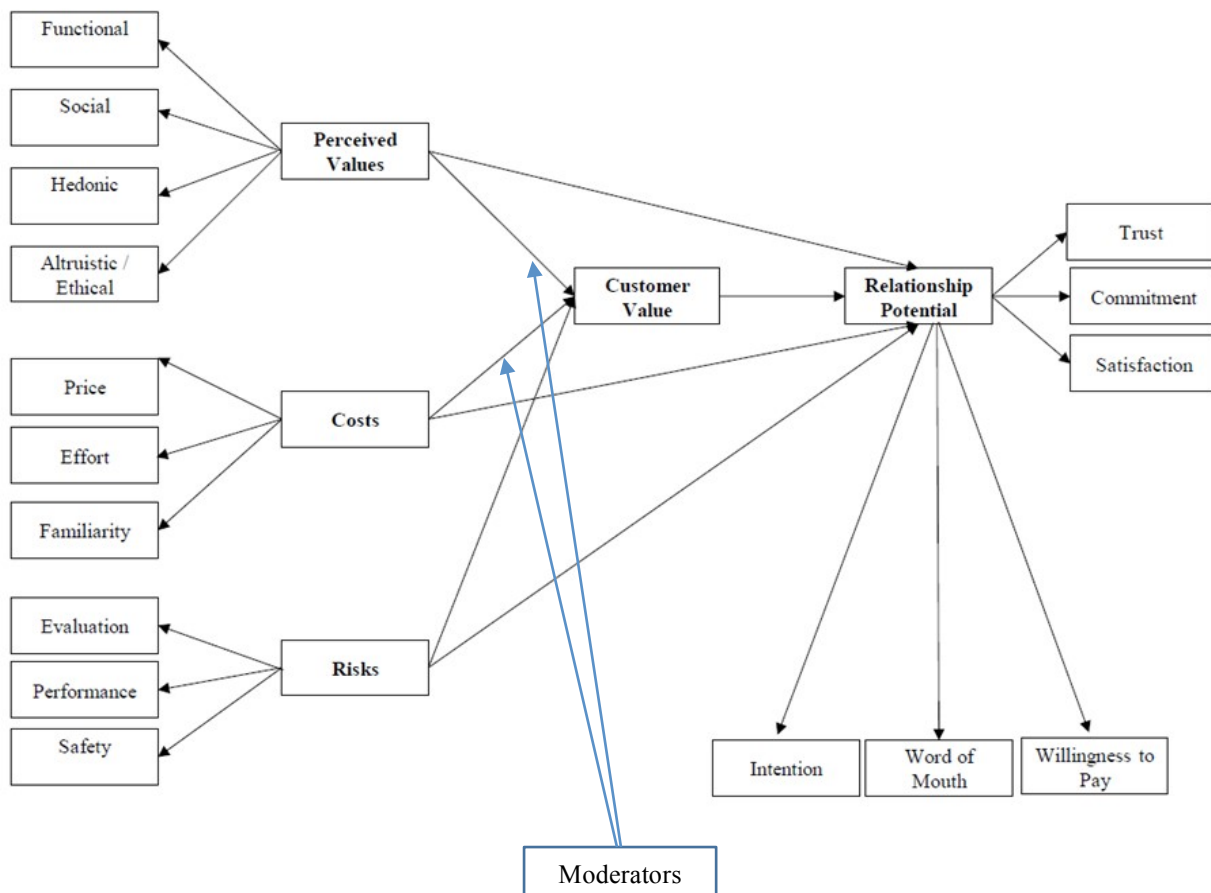 Functional
Social
Hedonic
Altruistic /
Ethical
Perceived
Values
Customer
Value
Relationship
Potential
Trust
Commitment
Satisfaction
Price
Effort
Familiarity
Costs
Evaluation
Performance
Safety
Risks
Intention
Word of
Mouth
Willingness to
Pay
Moderators